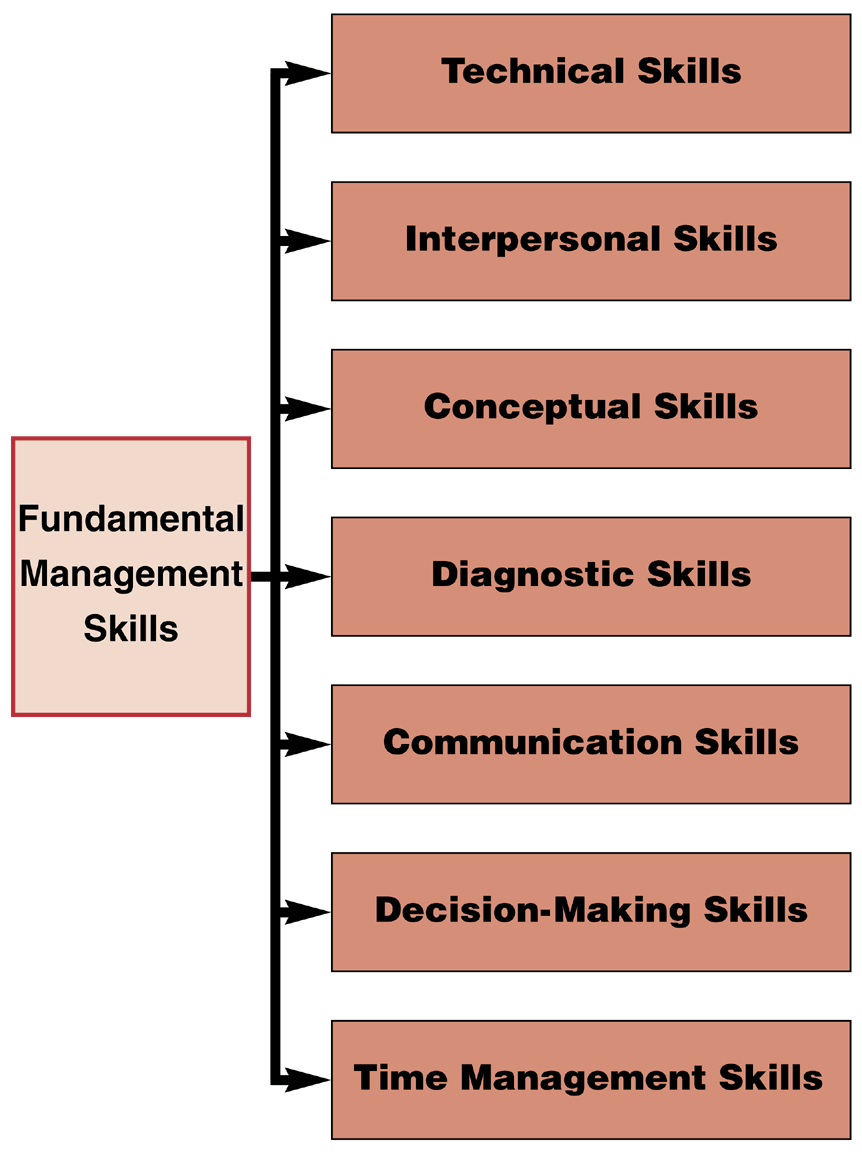 Technical Skills
Interpersonal Skills
Conceptual Skills
Fundamental
Management
Skills
Diagnostic Skills
Communication Skills
Decision-Making Skills
Time Management Skills